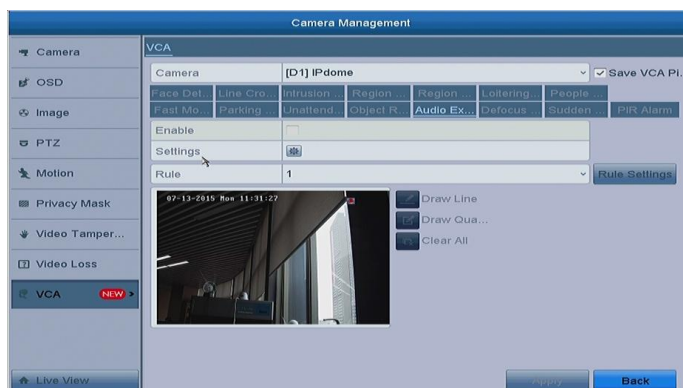 Camera Management
Camera
OSD
Image
PTZ
Motion
Privacy Mask
Video Tamper...
Video Loss
VCA NEW >
Live View
VCA
Camera [D1] IPdome Save VCA Pi.
Face Det... Line Cro... Intrusion ... Region ... Region ... Loitering... People ...
Fast Mo... Parking ... Unattend... Object R... Audio Ex... Defocus ... Sudden ... PIR Alarm
Enable
Settings
Rule 1 Rule Settings
07-13-2015 Mon 11:31:27
Draw Line
Draw Qua...
Clear All
Apply Back